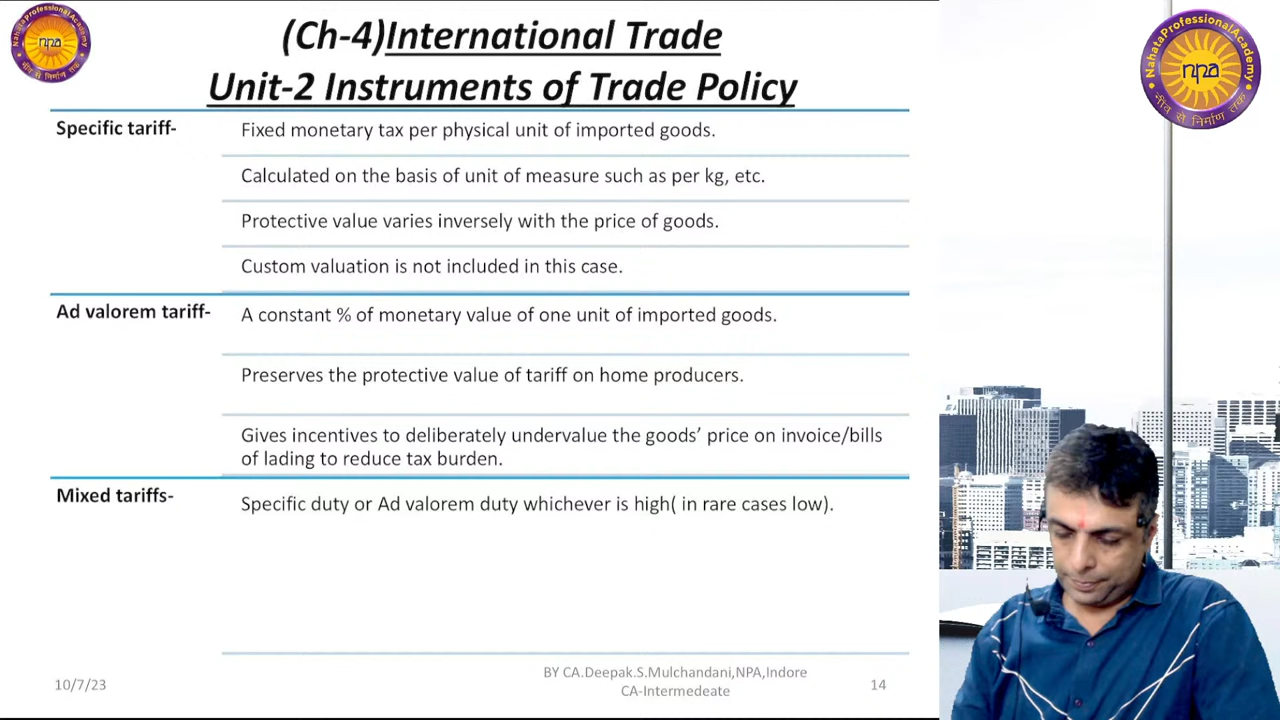 (Ch-4)International Trade
Unit-2 Instruments of Trade Policy
NahataProfessionalAcademy
npa
नींव से निर्माण तक
NahataProfessionalAcademy
npa
नींव से निर्माण तक
Specific tariff-
Fixed monetary tax per physical unit of imported goods.
Calculated on the basis of unit of measure such as per kg, etc.
Protective value varies inversely with the price of goods.
Custom valuation is not included in this case.
Ad valorem tariff-
A constant % of monetary value of one unit of imported goods.
Preserves the protective value of tariff on home producers.
Gives incentives to deliberately undervalue the goods’ price on invoice/bills
of lading to reduce tax burden.
Mixed tariffs-
Specific duty or Ad valorem duty whichever is high( in rare cases low).
10/7/23
BY CA.Deepak.S.Mulchandani,NPA,Indore
CA-Intermedeate
14